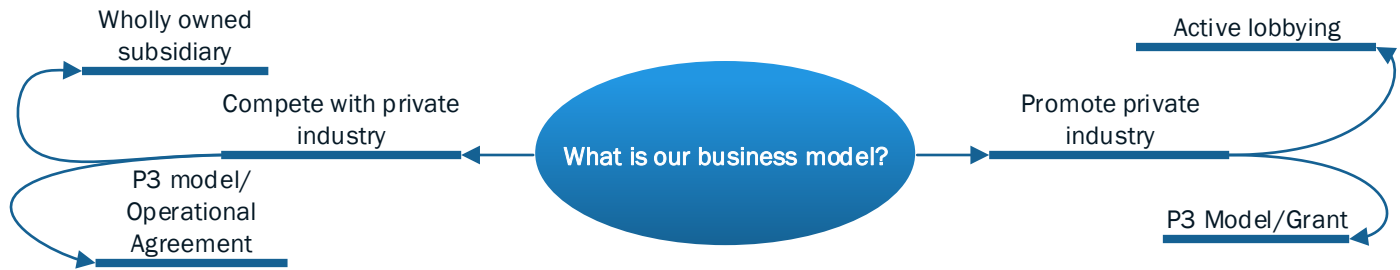 Wholly owned
subsidiary
Compete with private
industry
P3 model/
Operational
Agreement
What is our business model?
Active lobbying
Promote private
industry
P3 Model/Grant